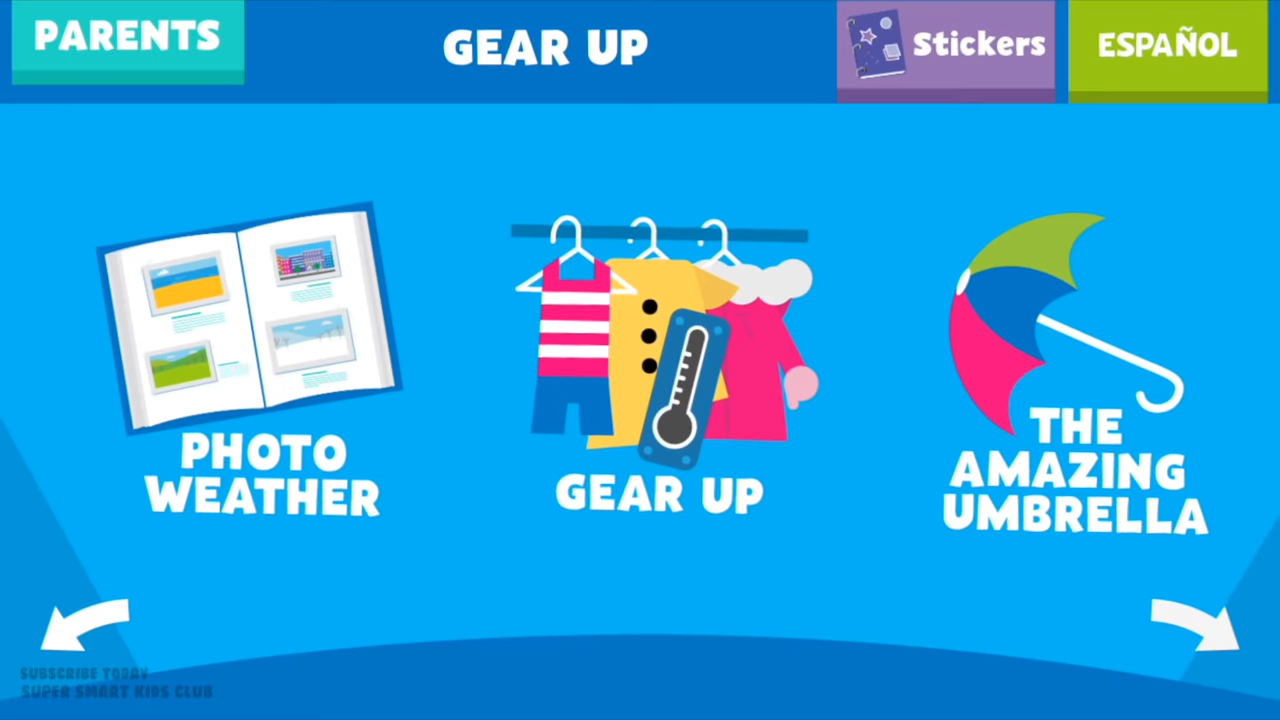 PARENTS
GEAR UP
Stickers
ESPAÑOL
PHOTO
WEATHER
GEAR UP
THE
AMAZING
UMBRELLA
SUBSCRIBE TODAY
SUPER SMART KIDS CLUB